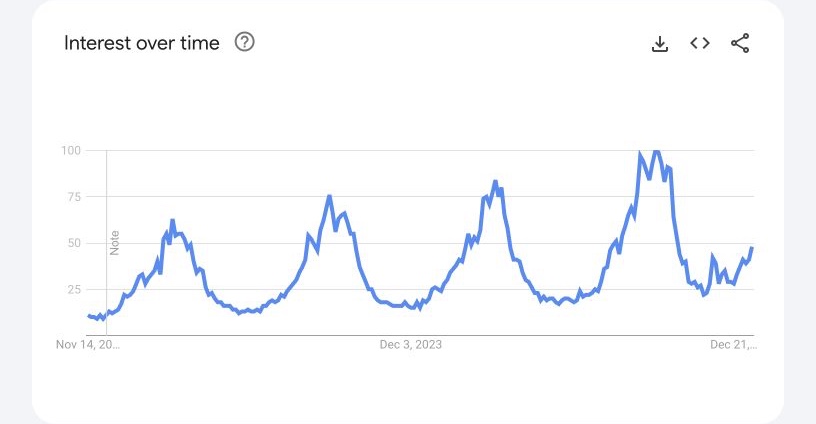 Interest over time
100
75
50
25
Note
Nov 14, 20...
Dec 3, 2023
Dec 21,...